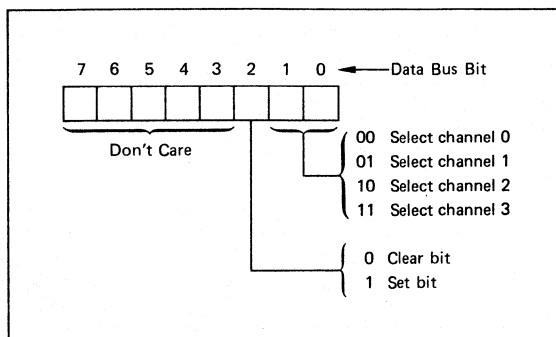 7 6 5 4 3 2 1 0 Data Bus Bit
Don't Care
00 Select channel 0
01 Select channel 1
10 Select channel 2
11 Select channel 3
0 Clear bit
1 Set bit